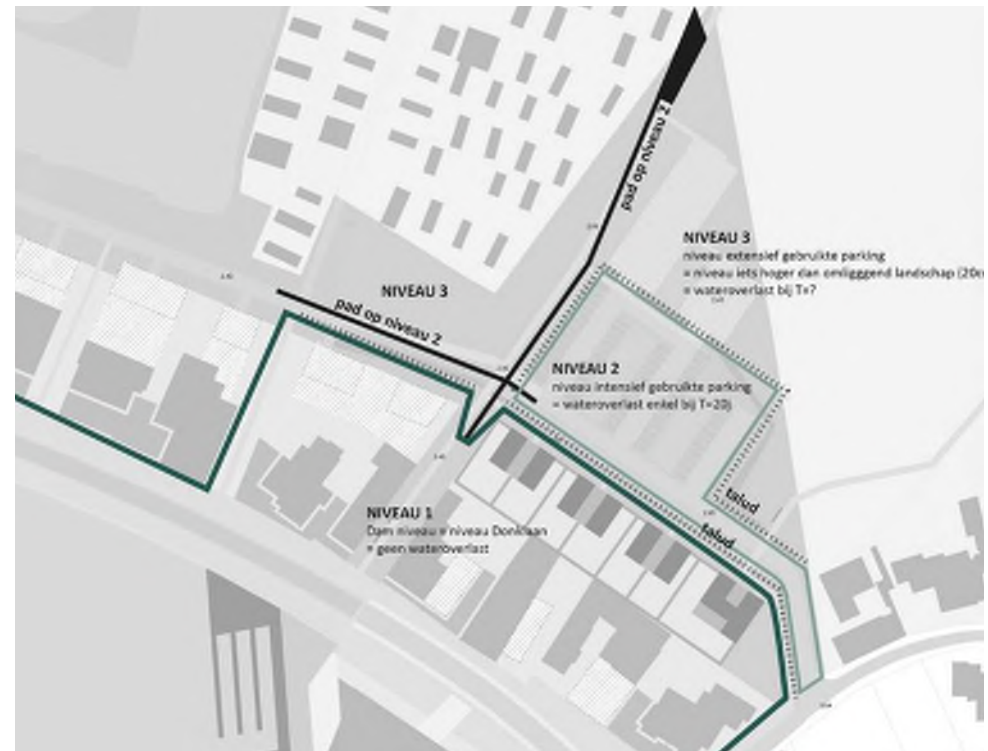 pad op niveau 2
NIVEAU 3
niveau extensief gebruikte parking
= niveau iets hoger dan omligggend landschap (20c
= wateroverlast bij T=?
NIVEAU 3
pad op niveau 2
NIVEAU 2
niveau intensief gebruikte parking
= wateroverlast enkel bij T=20j
talud
talud
NIVEAU 1
Dam niveau = niveau Donklaan
= geen wateroverlast